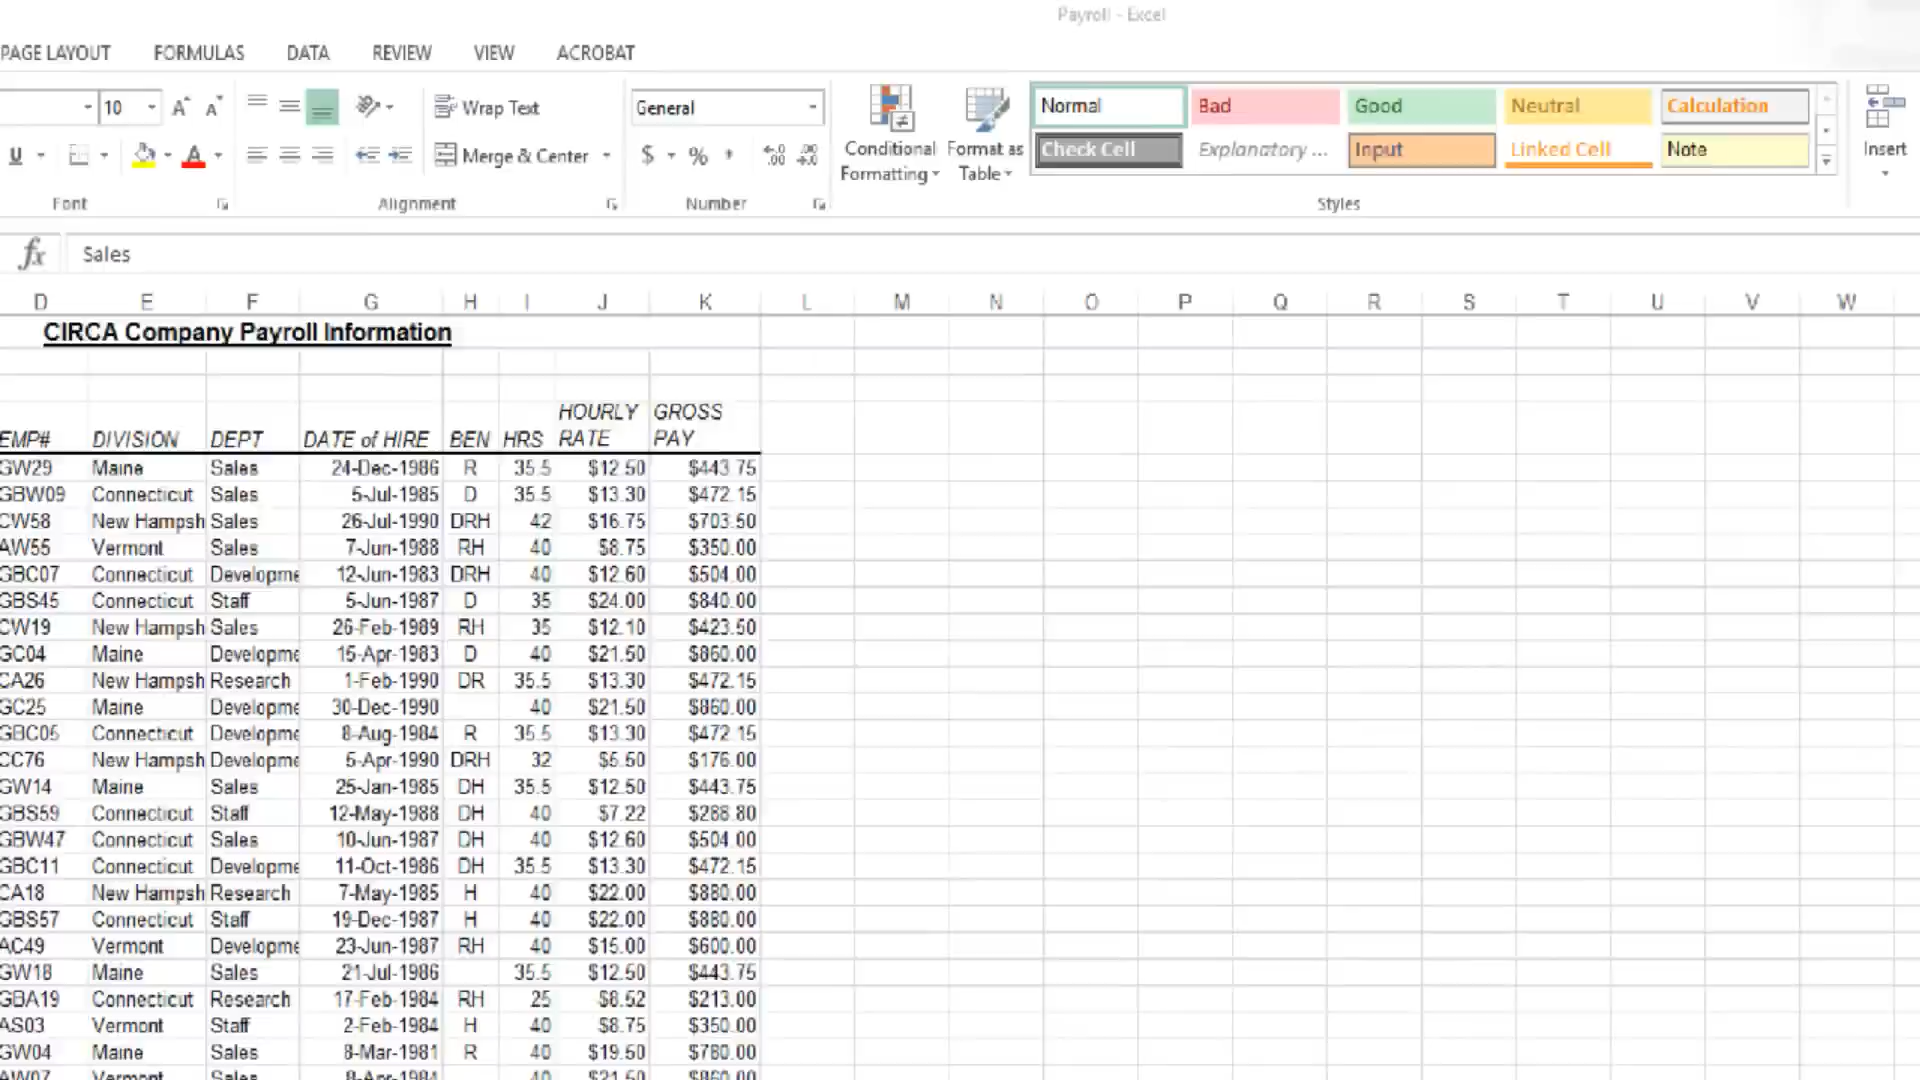 Payroll - Excel
PAGE LAYOUT FORMULAS DATA REVIEW VIEW ACROBAT
10 A A Wrap Text General Normal Bad Good Neutral Calculation
U A Merge & Center $ % , Conditional Formatting Format as Table Check Cell Explanatory ... Input Linked Cell Note Insert
Font Alignment Number Styles
fx Sales
D E F G H I J K L M N O P Q R S T U V W
CIRCA Company Payroll Information
HOURLY GROSS
EMP# DIVISION DEPT DATE of HIRE BEN HRS RATE PAY
GW29 Maine Sales 24-Dec-1986 R 35.5 $12.50 $443.75
GBW09 Connecticut Sales 5-Jul-1985 D 35.5 $13.30 $472.15
CW58 New Hampsh Sales 26-Jul-1990 DRH 42 $16.75 $703.50
AW55 Vermont Sales 7-Jun-1988 RH 40 $8.75 $350.00
GBC07 Connecticut Developme 12-Jun-1983 DRH 40 $12.60 $504.00
GBS45 Connecticut Staff 5-Jun-1987 D 35 $24.00 $840.00
CW19 New Hampsh Sales 26-Feb-1989 RH 35 $12.10 $423.50
GC04 Maine Developme 15-Apr-1983 D 40 $21.50 $860.00
CA26 New Hampsh Research 1-Feb-1990 DR 35.5 $13.30 $472.15
GC25 Maine Developme 30-Dec-1990 40 $21.50 $860.00
GBC05 Connecticut Developme 8-Aug-1984 R 35.5 $13.30 $472.15
CC76 New Hampsh Developme 5-Apr-1990 DRH 32 $5.50 $176.00
GW14 Maine Sales 25-Jan-1985 DH 35.5 $12.50 $443.75
GBS59 Connecticut Staff 12-May-1988 DH 40 $7.22 $288.80
GBW47 Connecticut Sales 10-Jun-1987 DH 40 $12.60 $504.00
GBC11 Connecticut Developme 11-Oct-1986 DH 35.5 $13.30 $472.15
CA18 New Hampsh Research 7-May-1985 H 40 $22.00 $880.00
GBS57 Connecticut Staff 19-Dec-1987 H 40 $22.00 $880.00
AC49 Vermont Developme 23-Jun-1987 RH 40 $15.00 $600.00
GW18 Maine Sales 21-Jul-1986 35.5 $12.50 $443.75
GBA19 Connecticut Research 17-Feb-1984 RH 25 $8.52 $213.00
AS03 Vermont Staff 2-Feb-1984 H 40 $8.75 $350.00
GW04 Maine Sales 8-Mar-1981 R 40 $19.50 $780.00
AW07 Vermont Sales 8-Apr-1984 40 $21.50 $860.00